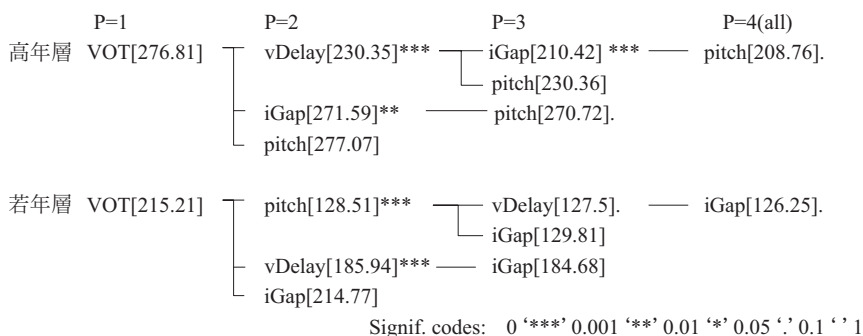 P=1 P=2 P=3 P=4(all)
高年層 VOT[276.81] vDelay[230.35]*** iGap[210.42] *** pitch[208.76].
pitch[230.36]
iGap[271.59]** pitch[270.72].
pitch[277.07]
若年層 VOT[215.21] pitch[128.51]*** vDelay[127.5]. iGap[126.25].
iGap[129.81]
vDelay[185.94]*** iGap[184.68]
iGap[214.77]
Signif. codes: 0 ‘***’ 0.001 ‘**’ 0.01 ‘*’ 0.05 ‘.’ 0.1 ‘ ’ 1